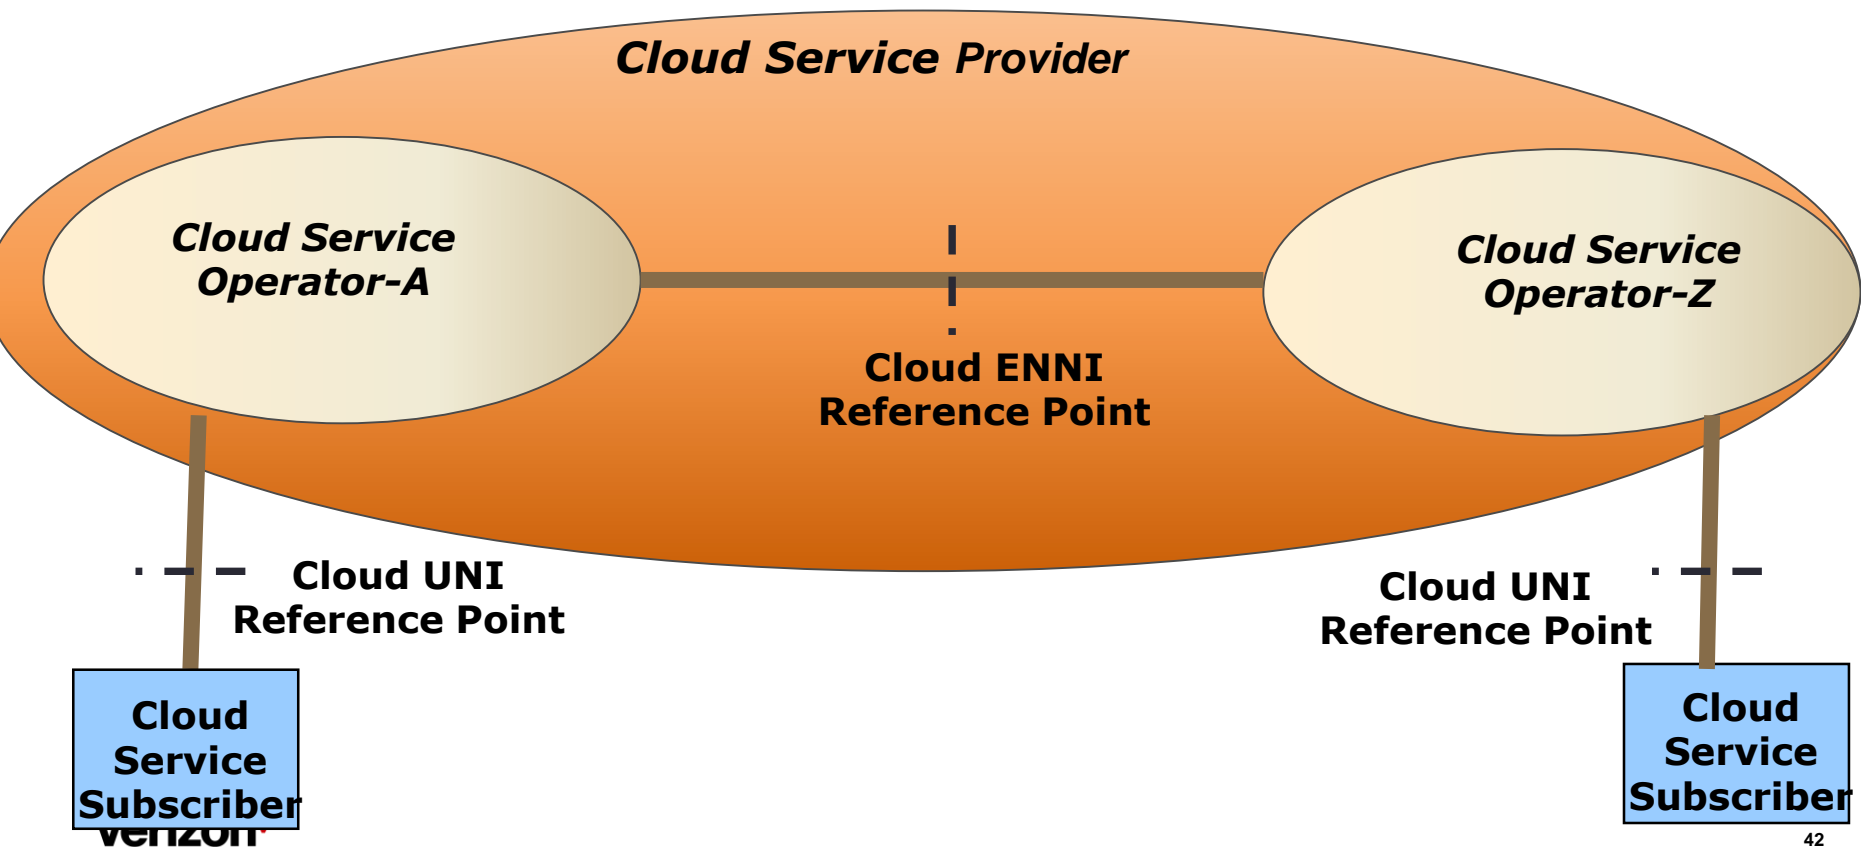 Cloud Service Provider
Cloud Service
Operator-A
Cloud Service
Operator-Z
Cloud ENNI
Reference Point
Cloud UNI
Reference Point
Cloud UNI
Reference Point
Cloud
Service
Subscriber
Cloud
Service
Subscriber
verizon
42